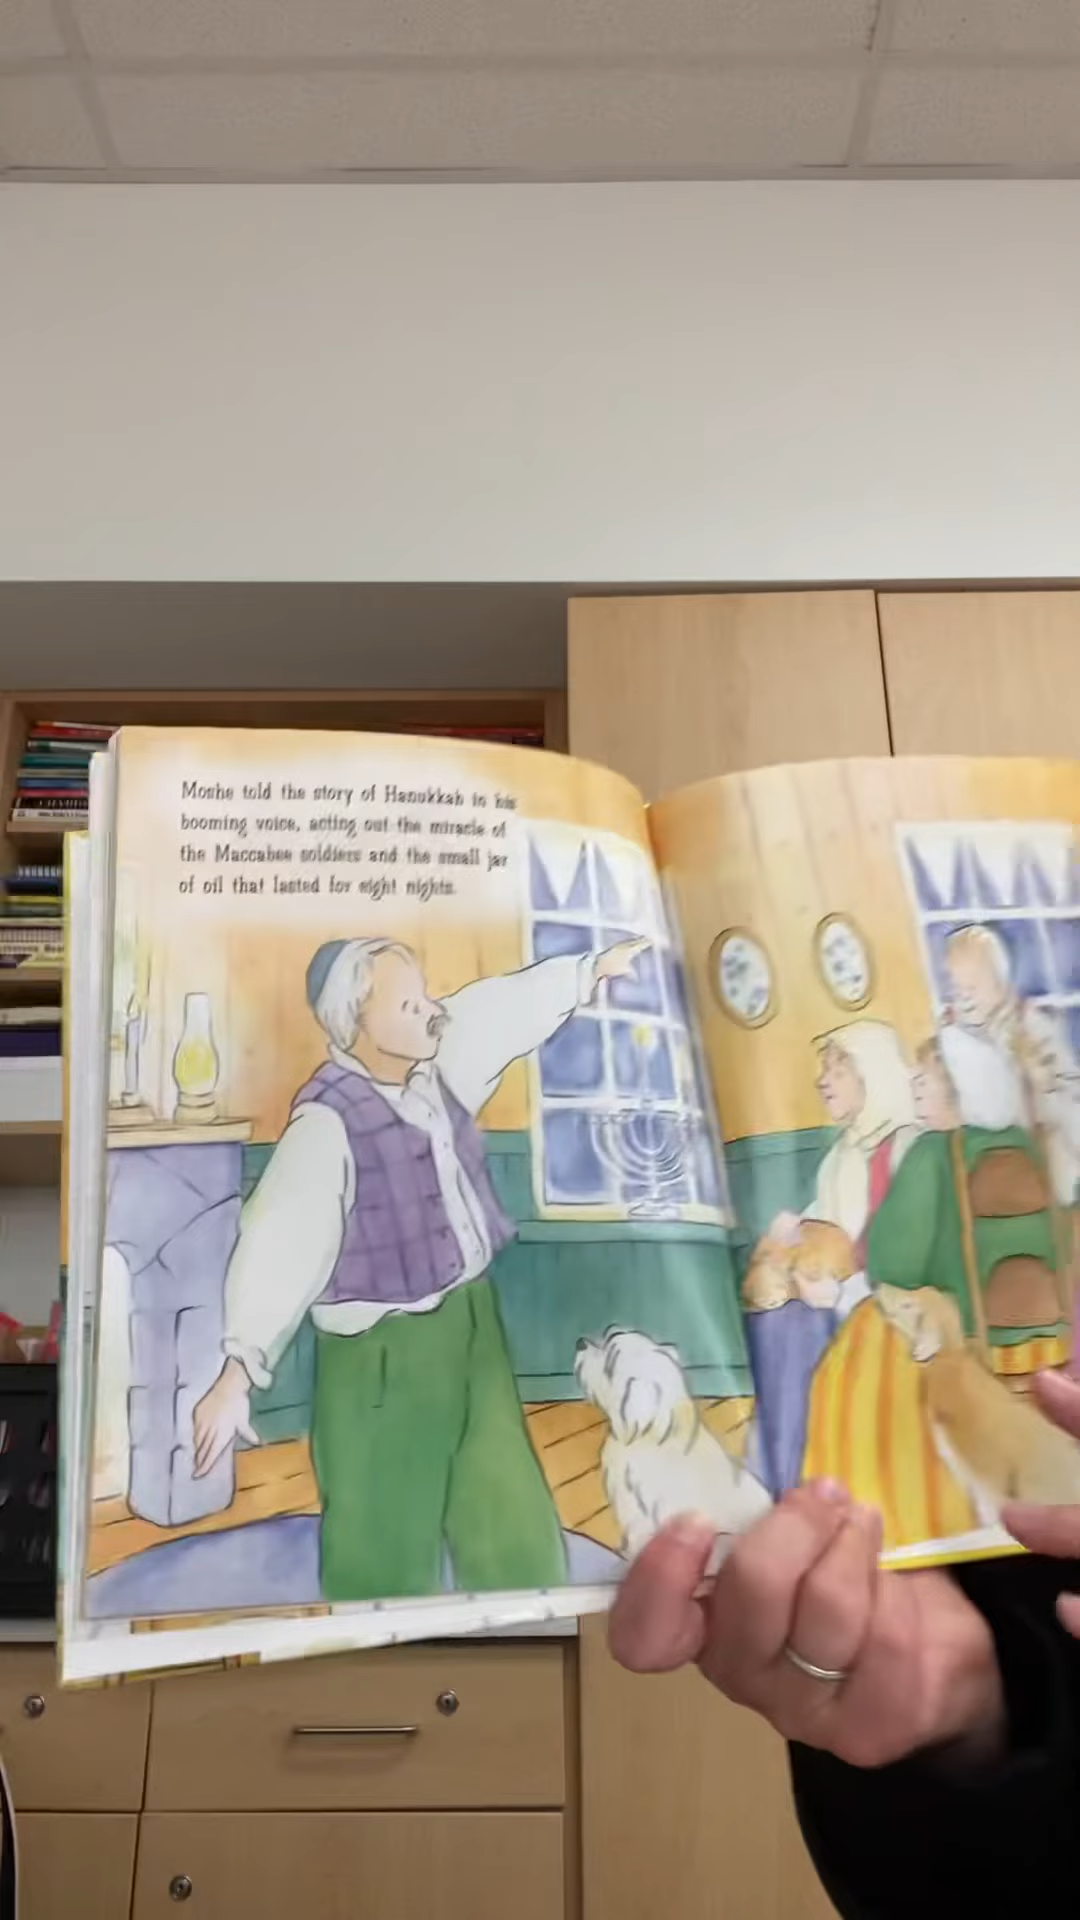 Moshe told the story of Hanukkah in his
booming voice, acting out the miracle of
the Maccabee soldiers and the small jar
of oil that lasted for eight nights.